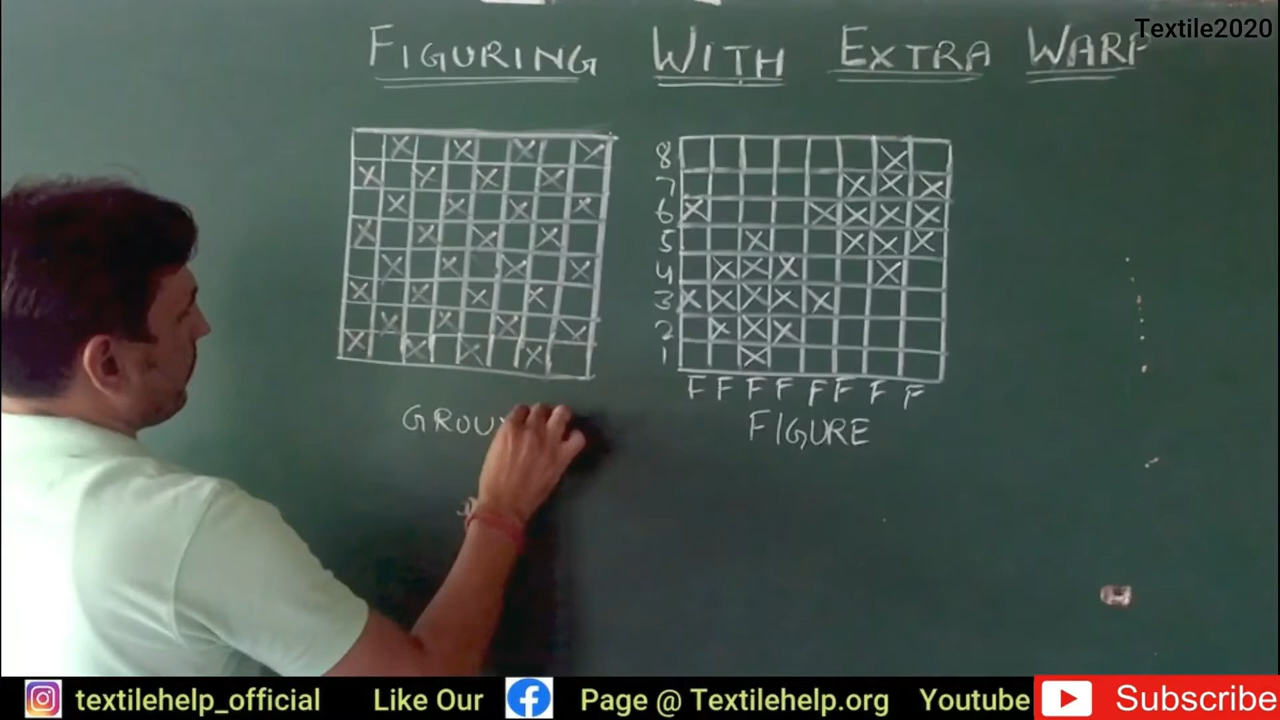 Textile2020
FIGURING WITH EXTRA WARP
8
7
6
5
4
3
2
1
F F F F F F F F
FIGURE
textilehelp_official Like Our Page @ Textilehelp.org Youtube Subscribe